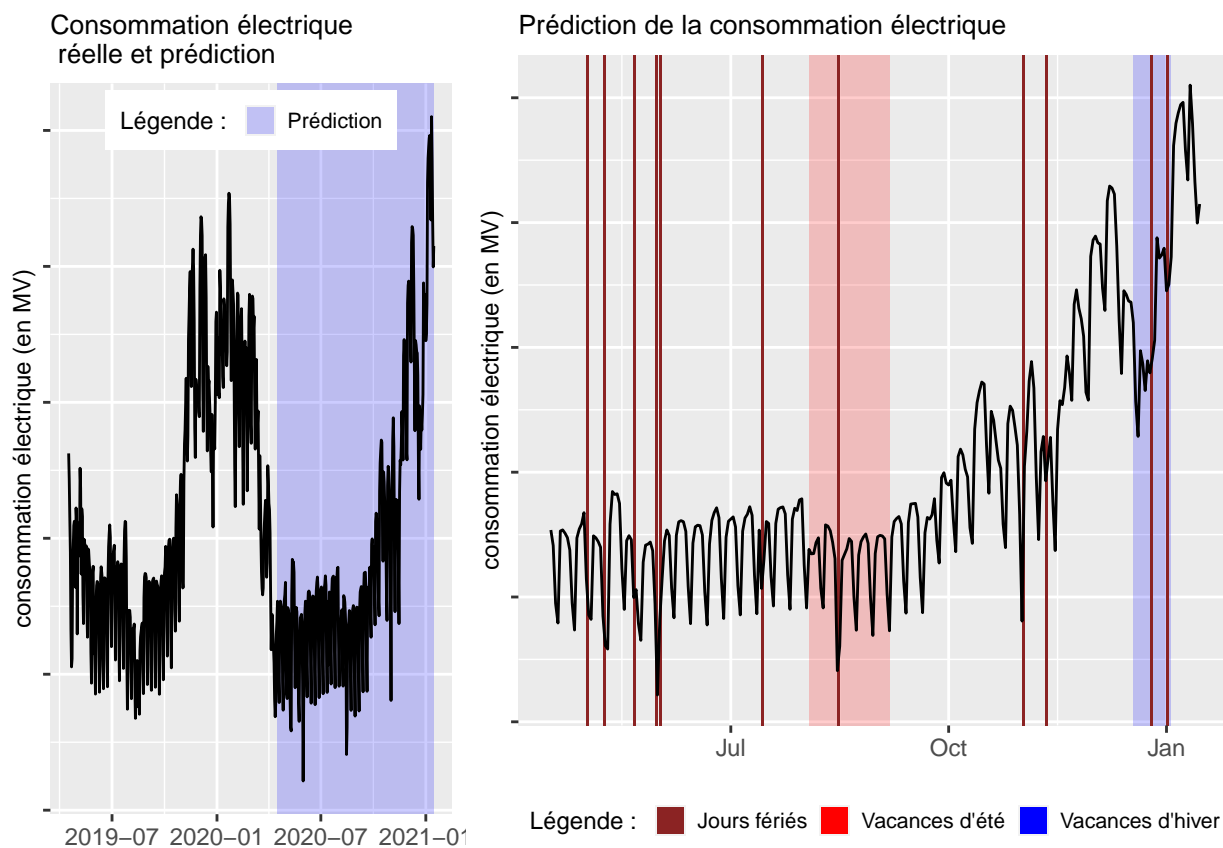 Consommation électrique
réelle et prédiction
Légende :
Prédiction
consommation électrique (en MV)
2019−07
2020−01
2020−07
2021−01
Prédiction de la consommation électrique
consommation électrique (en MV)
Jul
Oct
Jan
Légende :
Jours fériés
Vacances d'été
Vacances d'hiver